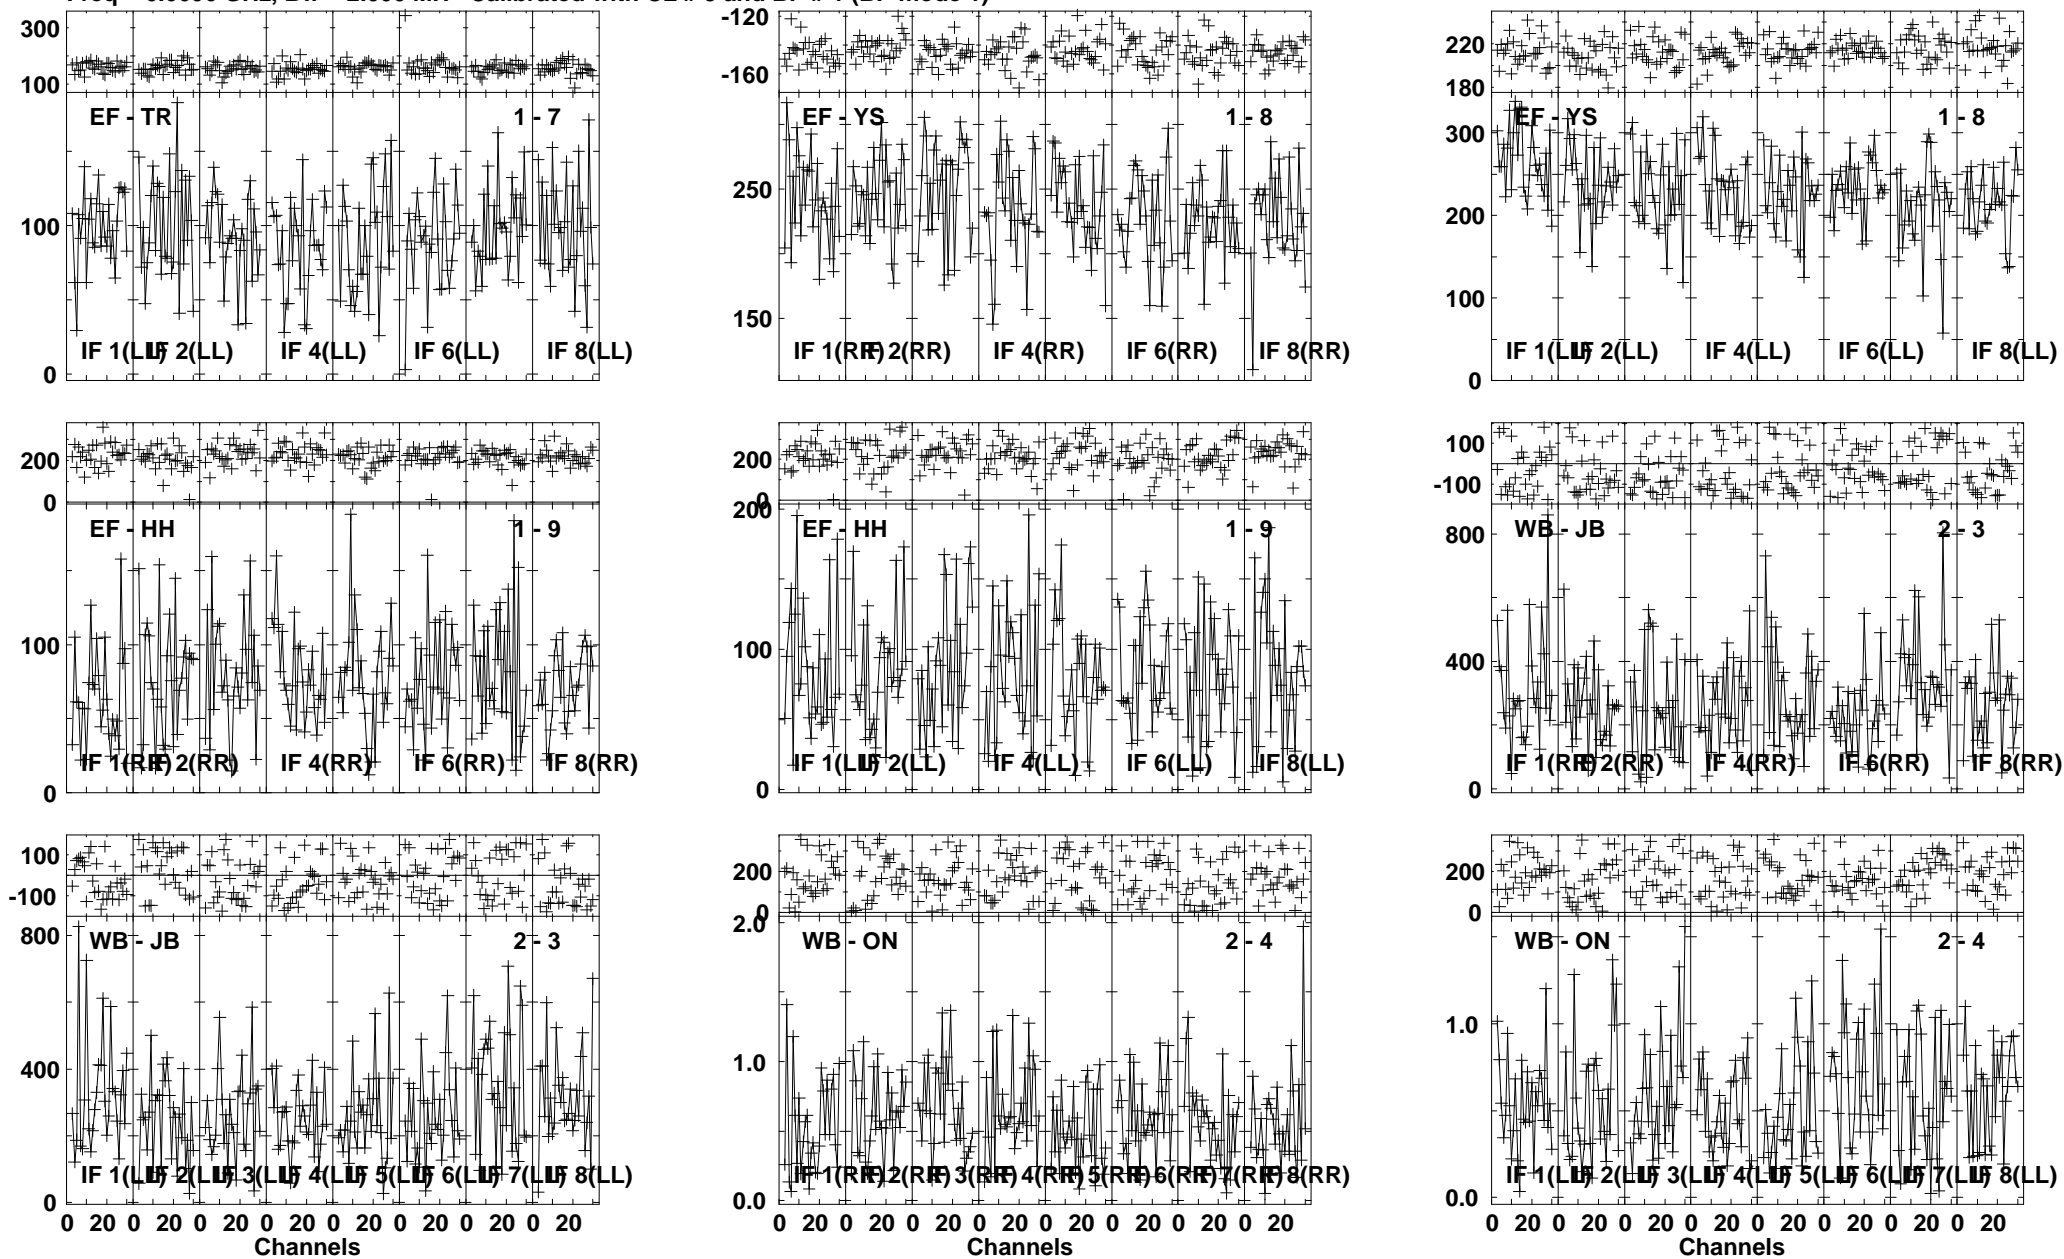 300
100
EF - TR
1 - 7
100
0
IF 1(LL) IF 2(LL) IF 4(LL) IF 6(LL) IF 8(LL)
-120
-160
EF - YS
1 - 8
250
150
IF 1(RR) IF 2(RR) IF 4(RR) IF 6(RR) IF 8(RR)
220
180
EF - YS
1 - 8
300
200
100
0
IF 1(LL) IF 2(LL) IF 4(LL) IF 6(LL) IF 8(LL)
200
0
EF - HH
1 - 9
100
0
IF 1(RR) IF 2(RR) IF 4(RR) IF 6(RR) IF 8(RR)
200
0
200
EF - HH
1 - 9
100
0
IF 1(LL) IF 2(LL) IF 4(LL) IF 6(LL) IF 8(LL)
100
-100
800
WB - JB
2 - 3
400
0
IF 1(RR) IF 2(RR) IF 4(RR) IF 6(RR) IF 8(RR)
100
-100
800
WB - JB
2 - 3
400
0
IF 1(LL) IF 2(LL) IF 3(LL) IF 4(LL) IF 5(LL) IF 6(LL) IF 7(LL) IF 8(LL)
0 20 0 20 0 20 0 20 0 20 0 20 0 20 0 20
Channels
200
0
2.0
WB - ON
2 - 4
1.0
0.0
IF 1(RR) IF 2(RR) IF 3(RR) IF 4(RR) IF 5(RR) IF 6(RR) IF 7(RR) IF 8(RR)
0 20 0 20 0 20 0 20 0 20 0 20 0 20 0 20
Channels
200
0
WB - ON
2 - 4
1.0
0.0
IF 1(LL) IF 2(LL) IF 3(LL) IF 4(LL) IF 5(LL) IF 6(LL) IF 7(LL) IF 8(LL)
0 20 0 20 0 20 0 20 0 20 0 20 0 20 0 20
Channels